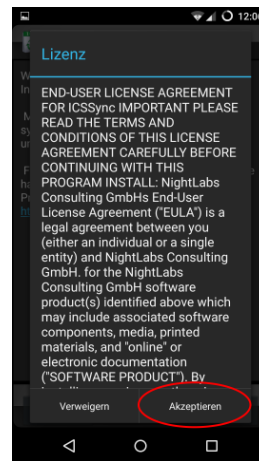 12:0
Lizenz
END-USER LICENSE AGREEMENT
FOR ICSSync IMPORTANT PLEASE
READ THE TERMS AND
CONDITIONS OF THIS LICENSE
AGREEMENT CAREFULLY BEFORE
CONTINUING WITH THIS
PROGRAM INSTALL: NightLabs
Consulting GmbHs End-User
License Agreement ("EULA") is a
legal agreement between you
(either an individual or a single
entity) and NightLabs Consulting
GmbH. for the NightLabs
Consulting GmbH software
product(s) identified above which
may include associated software
components, media, printed
materials, and "online" or
electronic documentation
("SOFTWARE PRODUCT"). By
Verweigern
Akzeptieren